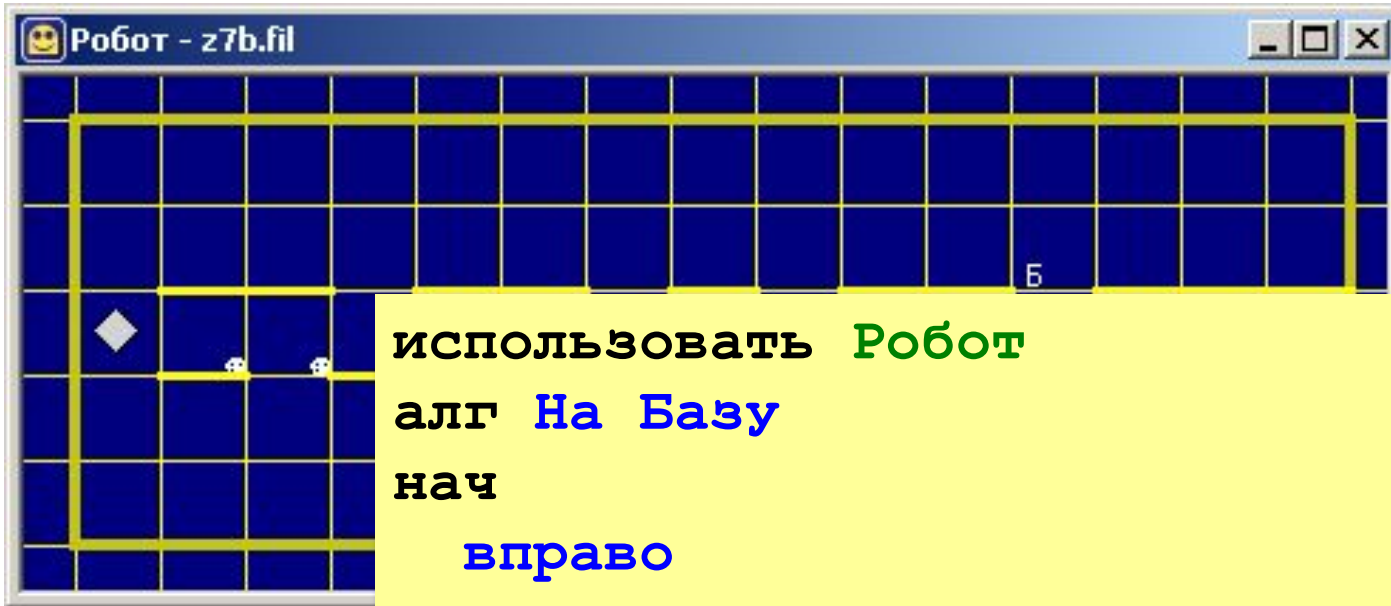 Робот - z7b.fil
Б
использовать Робот
алг На Базу
нач
вправо